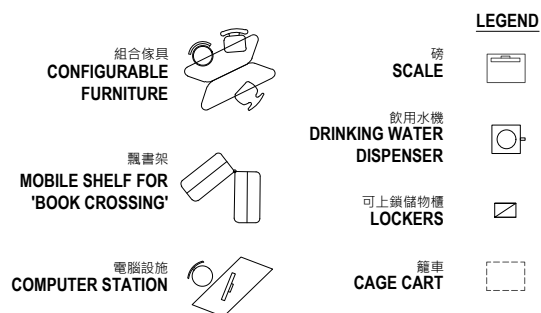 LEGEND
組合傢具
CONFIGURABLE
FURNITURE
磅
SCALE
飲用水機
DRINKING WATER
DISPENSER
飄書架
MOBILE SHELF FOR
'BOOK CROSSING'
可上鎖儲物櫃
LOCKERS
電腦設施
COMPUTER STATION
籠車
CAGE CART